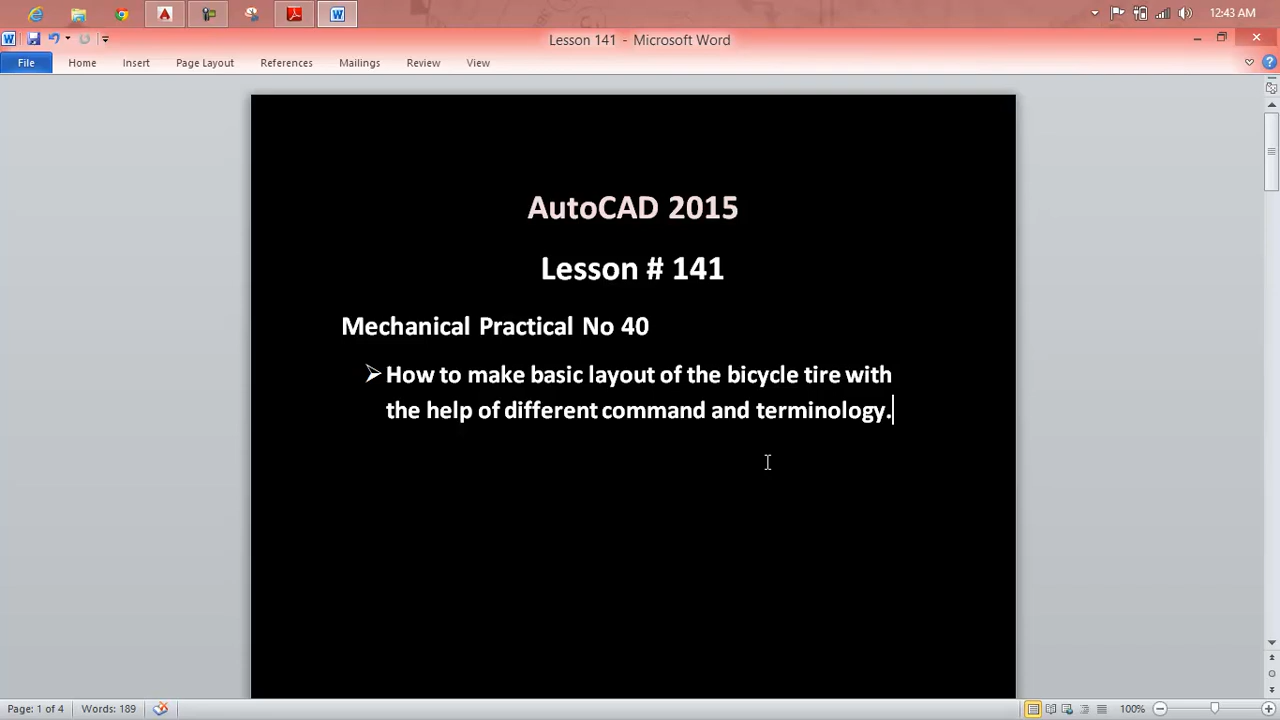 12:43 AM
Lesson 141 - Microsoft Word
File Home Insert Page Layout References Mailings Review View
AutoCAD 2015
Lesson # 141
Mechanical Practical No 40
➢ How to make basic layout of the bicycle tire with
the help of different command and terminology.
Page: 1 of 4 Words: 189 100%